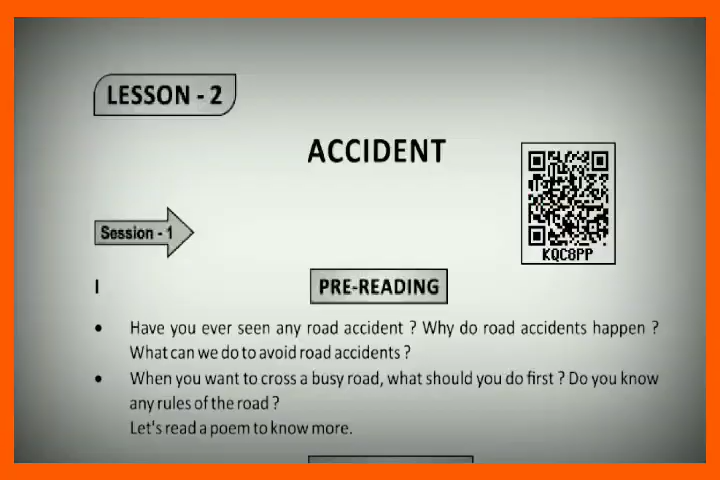 LESSON - 2
ACCIDENT
Session - 1
KQC8PP
I
PRE-READING
• Have you ever seen any road accident ? Why do road accidents happen ?
What can we do to avoid road accidents ?
• When you want to cross a busy road, what should you do first ? Do you know
any rules of the road ?
Let's read a poem to know more.